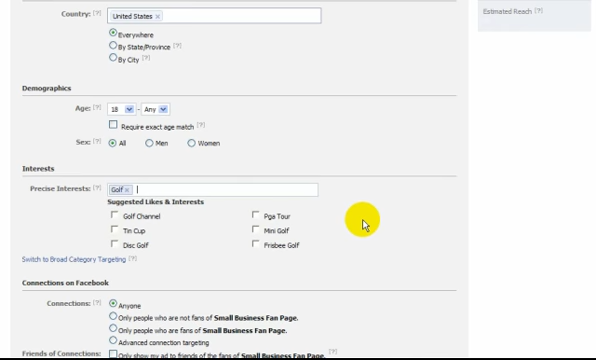 Country: [?] United States ×
Estimated Reach [?]
Everywhere
By State/Province [?]
By City [?]
Demographics
Age: [?] 18 - Any
Require exact age match [?]
Sex: [?] All Men Women
Interests
Precise Interests: [?] Golf ×
Suggested Likes & Interests
Golf Channel Pga Tour
Tin Cup Mini Golf
Disc Golf Frisbee Golf
Switch to Broad Category Targeting [?]
Connections on Facebook
Connections: [?] Anyone
Only people who are not fans of Small Business Fan Page.
Only people who are fans of Small Business Fan Page.
Advanced connection targeting
Friends of Connections: Only show my ad to friends of the fans of Small Business Fan Page. [?]